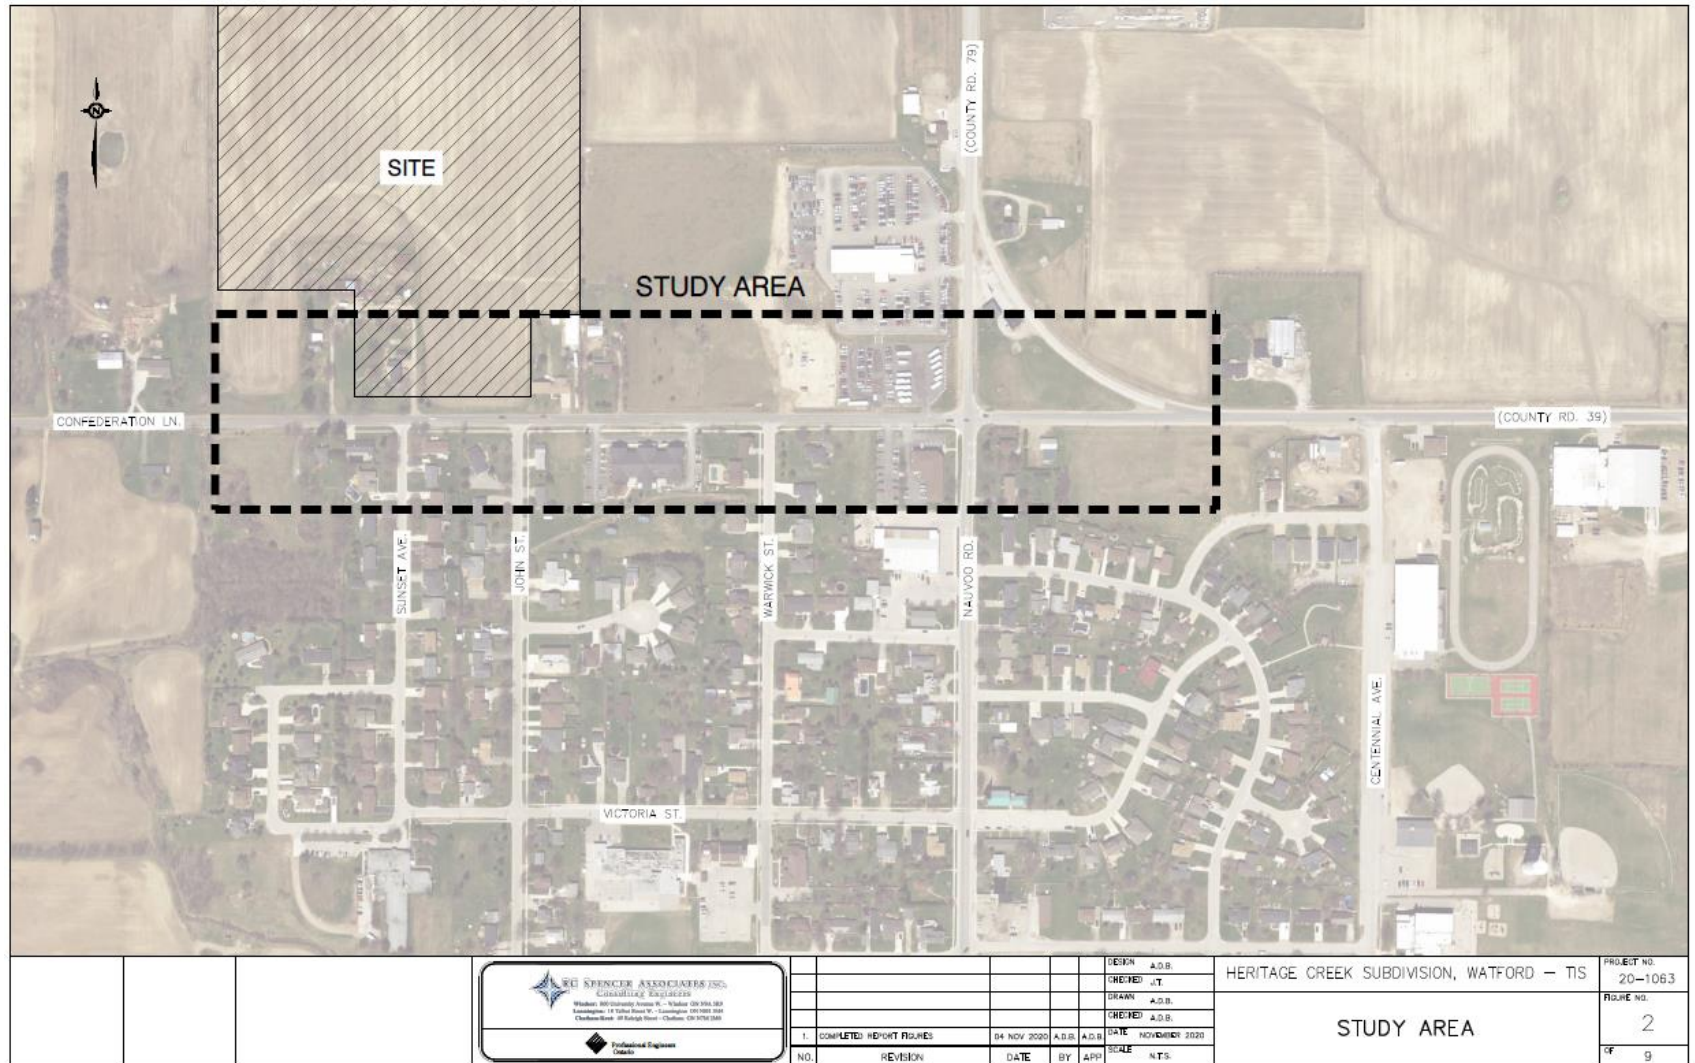 (COUNTY RD. 79)
SITE
STUDY AREA
CONFEDERATION LN.
(COUNTY RD. 39)
SUNSET AVE.
JOHN ST.
WARWICK ST.
NAUVOO RD.
CENTENNIAL AVE.
VICTORIA ST.
N
RC SPENCER ASSOCIATES INC.
Consulting Engineers
Professional Engineers
Ontario
1. COMPLETED REPORT FIGURES 04 NOV 2020 A.D.B. A.D.B.
NO. REVISION DATE BY APP
DESIGN A.D.B.
CHECKED J.T.
DRAWN A.D.B.
CHECKED A.D.B.
DATE NOVEMBER 2020
SCALE N.T.S.
HERITAGE CREEK SUBDIVISION, WATFORD – TIS
STUDY AREA
PROJECT NO.
20-1063
FIGURE NO.
2
OF
9